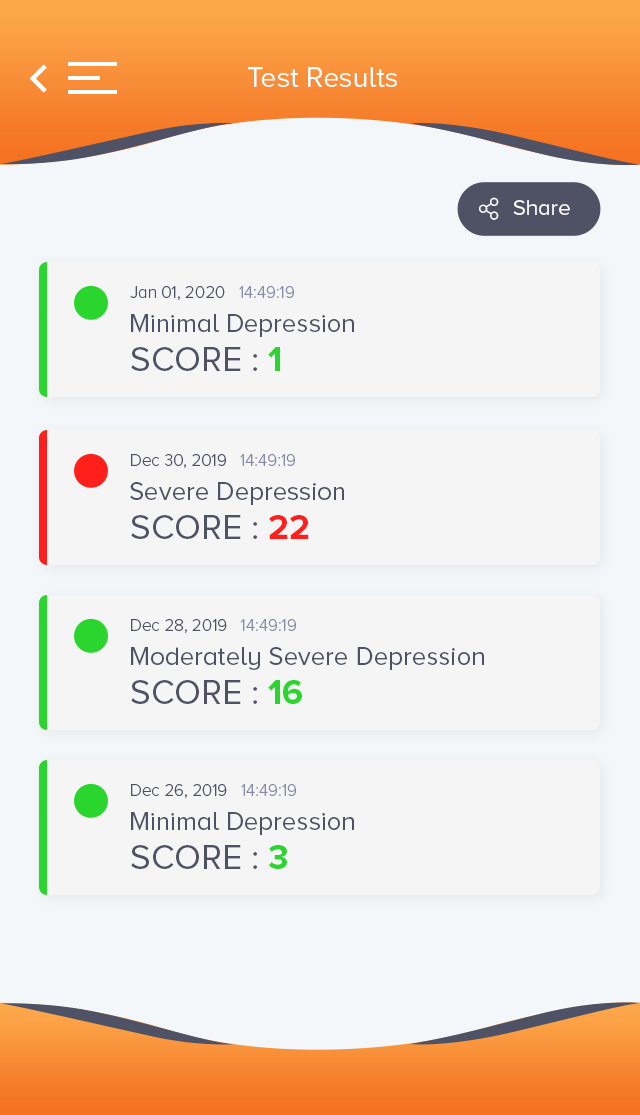 Test Results
Share
Jan 01, 2020 14:49:19
Minimal Depression
SCORE : 1
Dec 30, 2019 14:49:19
Severe Depression
SCORE : 22
Dec 28, 2019 14:49:19
Moderately Severe Depression
SCORE : 16
Dec 26, 2019 14:49:19
Minimal Depression
SCORE : 3